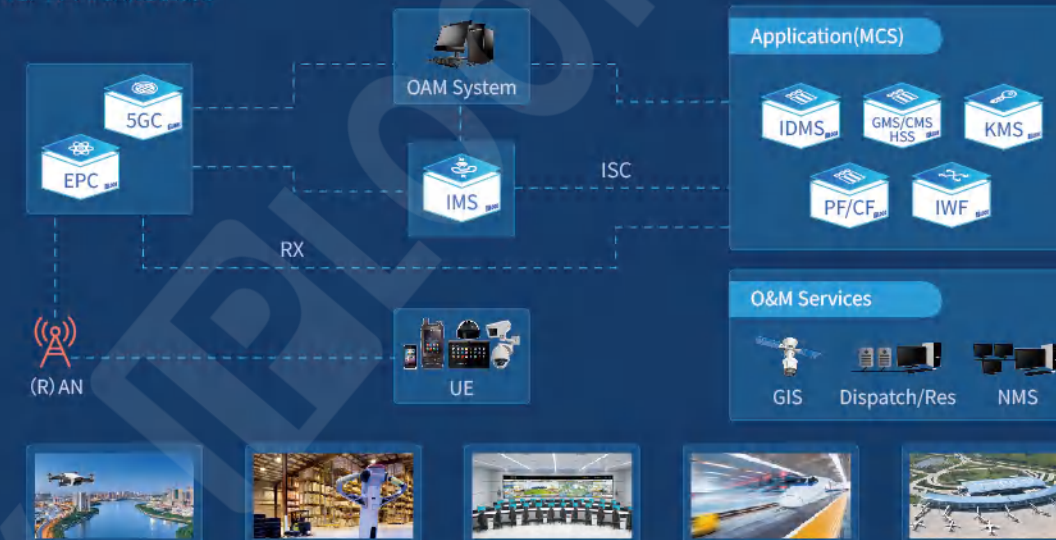 Application(MCS)
OAM System
5GC
EPC
IDMS
GMS/CMS
HSS
KMS
IMS
ISC
PF/CF
IWF
RX
O&M Services
(R)AN
UE
GIS
Dispatch/Res
NMS